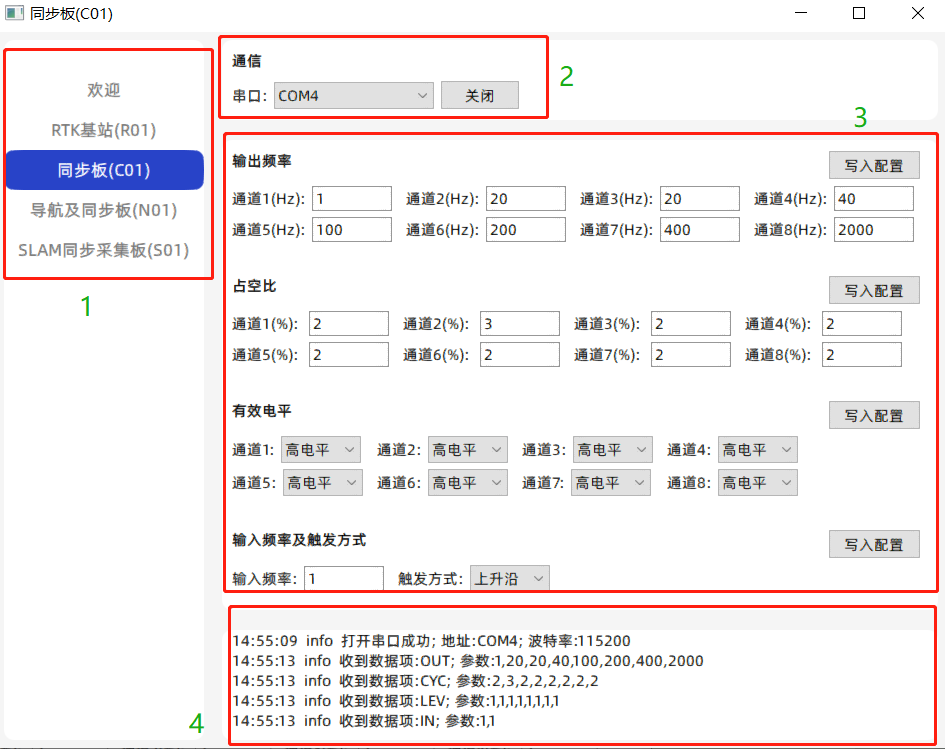 同步板(C01)
欢迎
RTK基站(R01)
同步板(C01)
导航及同步板(N01)
SLAM同步采集板(S01)
1
通信
串口: COM4 关闭
2
3
输出频率 写入配置
通道1(Hz): 1 通道2(Hz): 20 通道3(Hz): 20 通道4(Hz): 40
通道5(Hz): 100 通道6(Hz): 200 通道7(Hz): 400 通道8(Hz): 2000
占空比 写入配置
通道1(%): 2 通道2(%): 3 通道3(%): 2 通道4(%): 2
通道5(%): 2 通道6(%): 2 通道7(%): 2 通道8(%): 2
有效电平 写入配置
通道1: 高电平 通道2: 高电平 通道3: 高电平 通道4: 高电平
通道5: 高电平 通道6: 高电平 通道7: 高电平 通道8: 高电平
输入频率及触发方式 写入配置
输入频率: 1 触发方式: 上升沿
14:55:09 info 打开串口成功; 地址:COM4; 波特率:115200
14:55:13 info 收到数据项:OUT; 参数:1,20,20,40,100,200,400,2000
14:55:13 info 收到数据项:CYC; 参数:2,3,2,2,2,2,2,2
14:55:13 info 收到数据项:LEV; 参数:1,1,1,1,1,1,1,1
14:55:13 info 收到数据项:IN; 参数:1,1
4